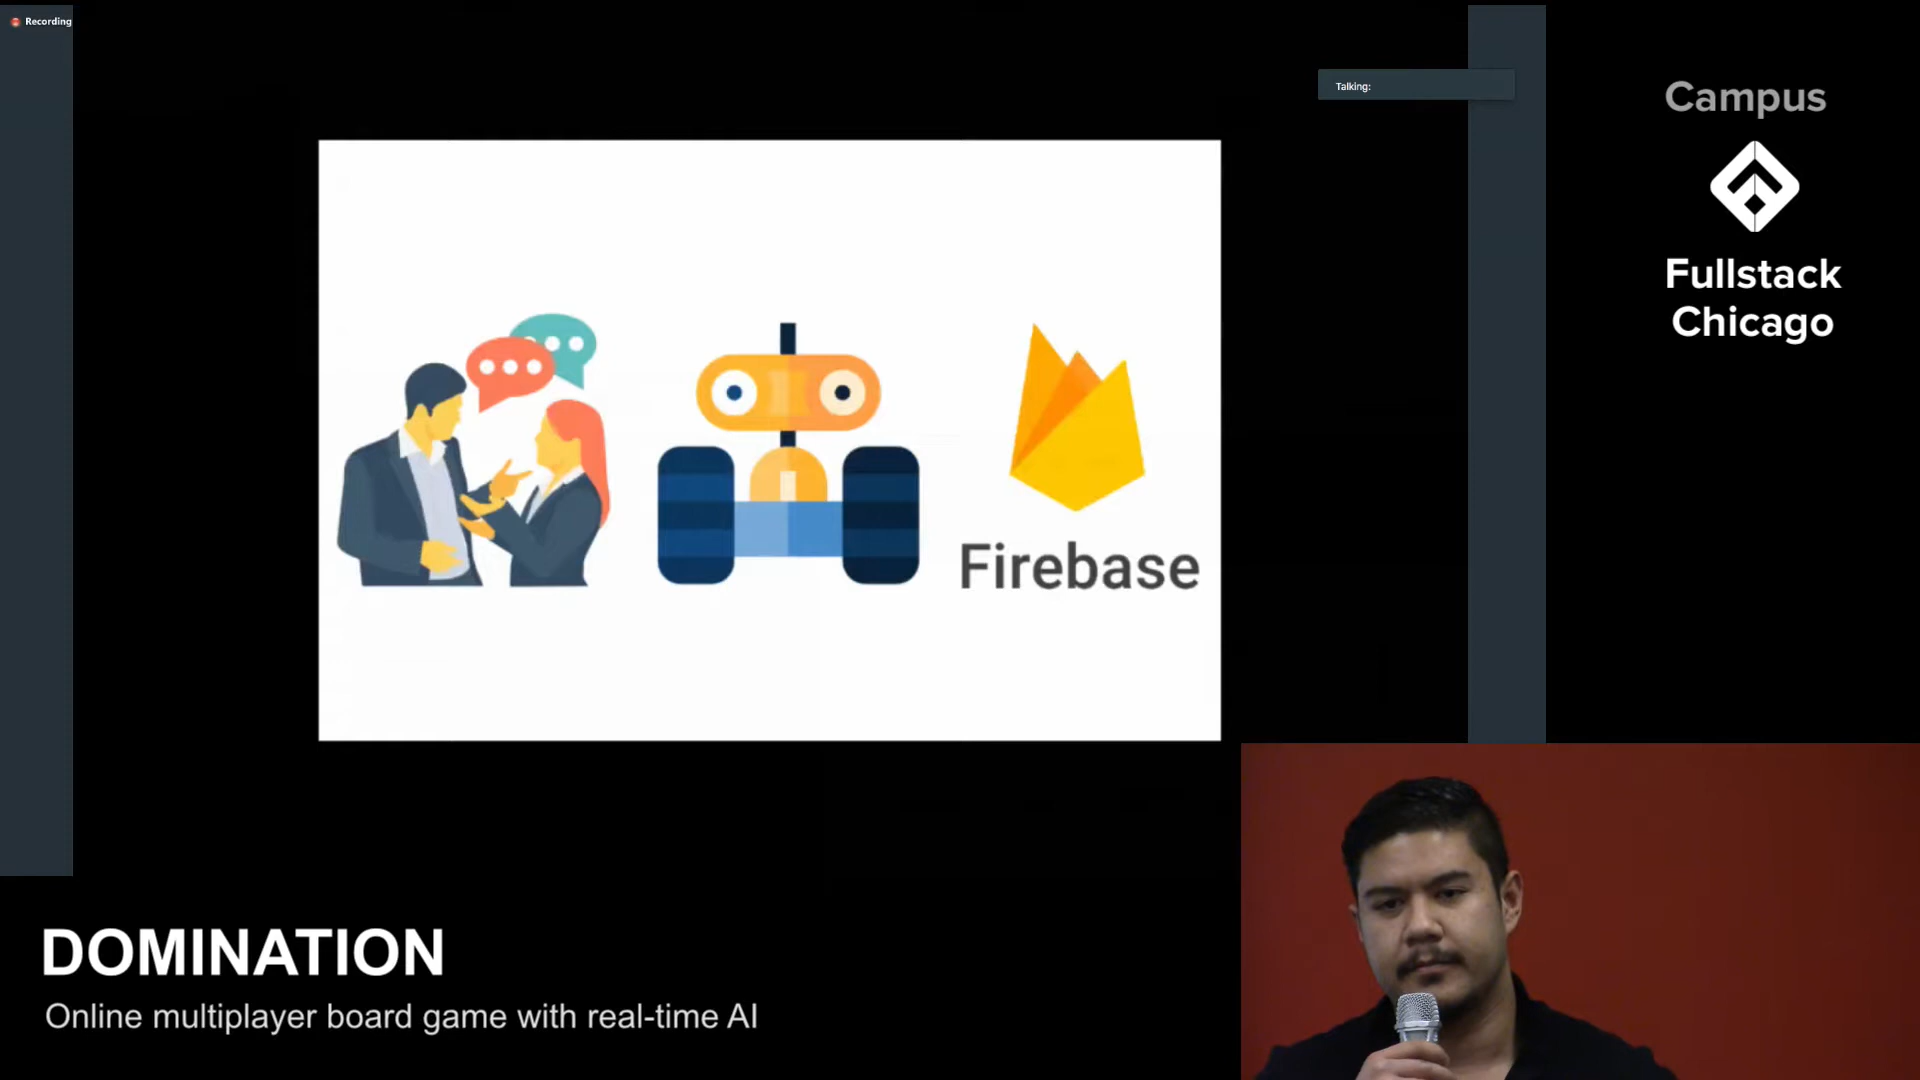 Recording
Talking:
Campus
Fullstack
Chicago
Firebase
DOMINATION
Online multiplayer board game with real-time AI